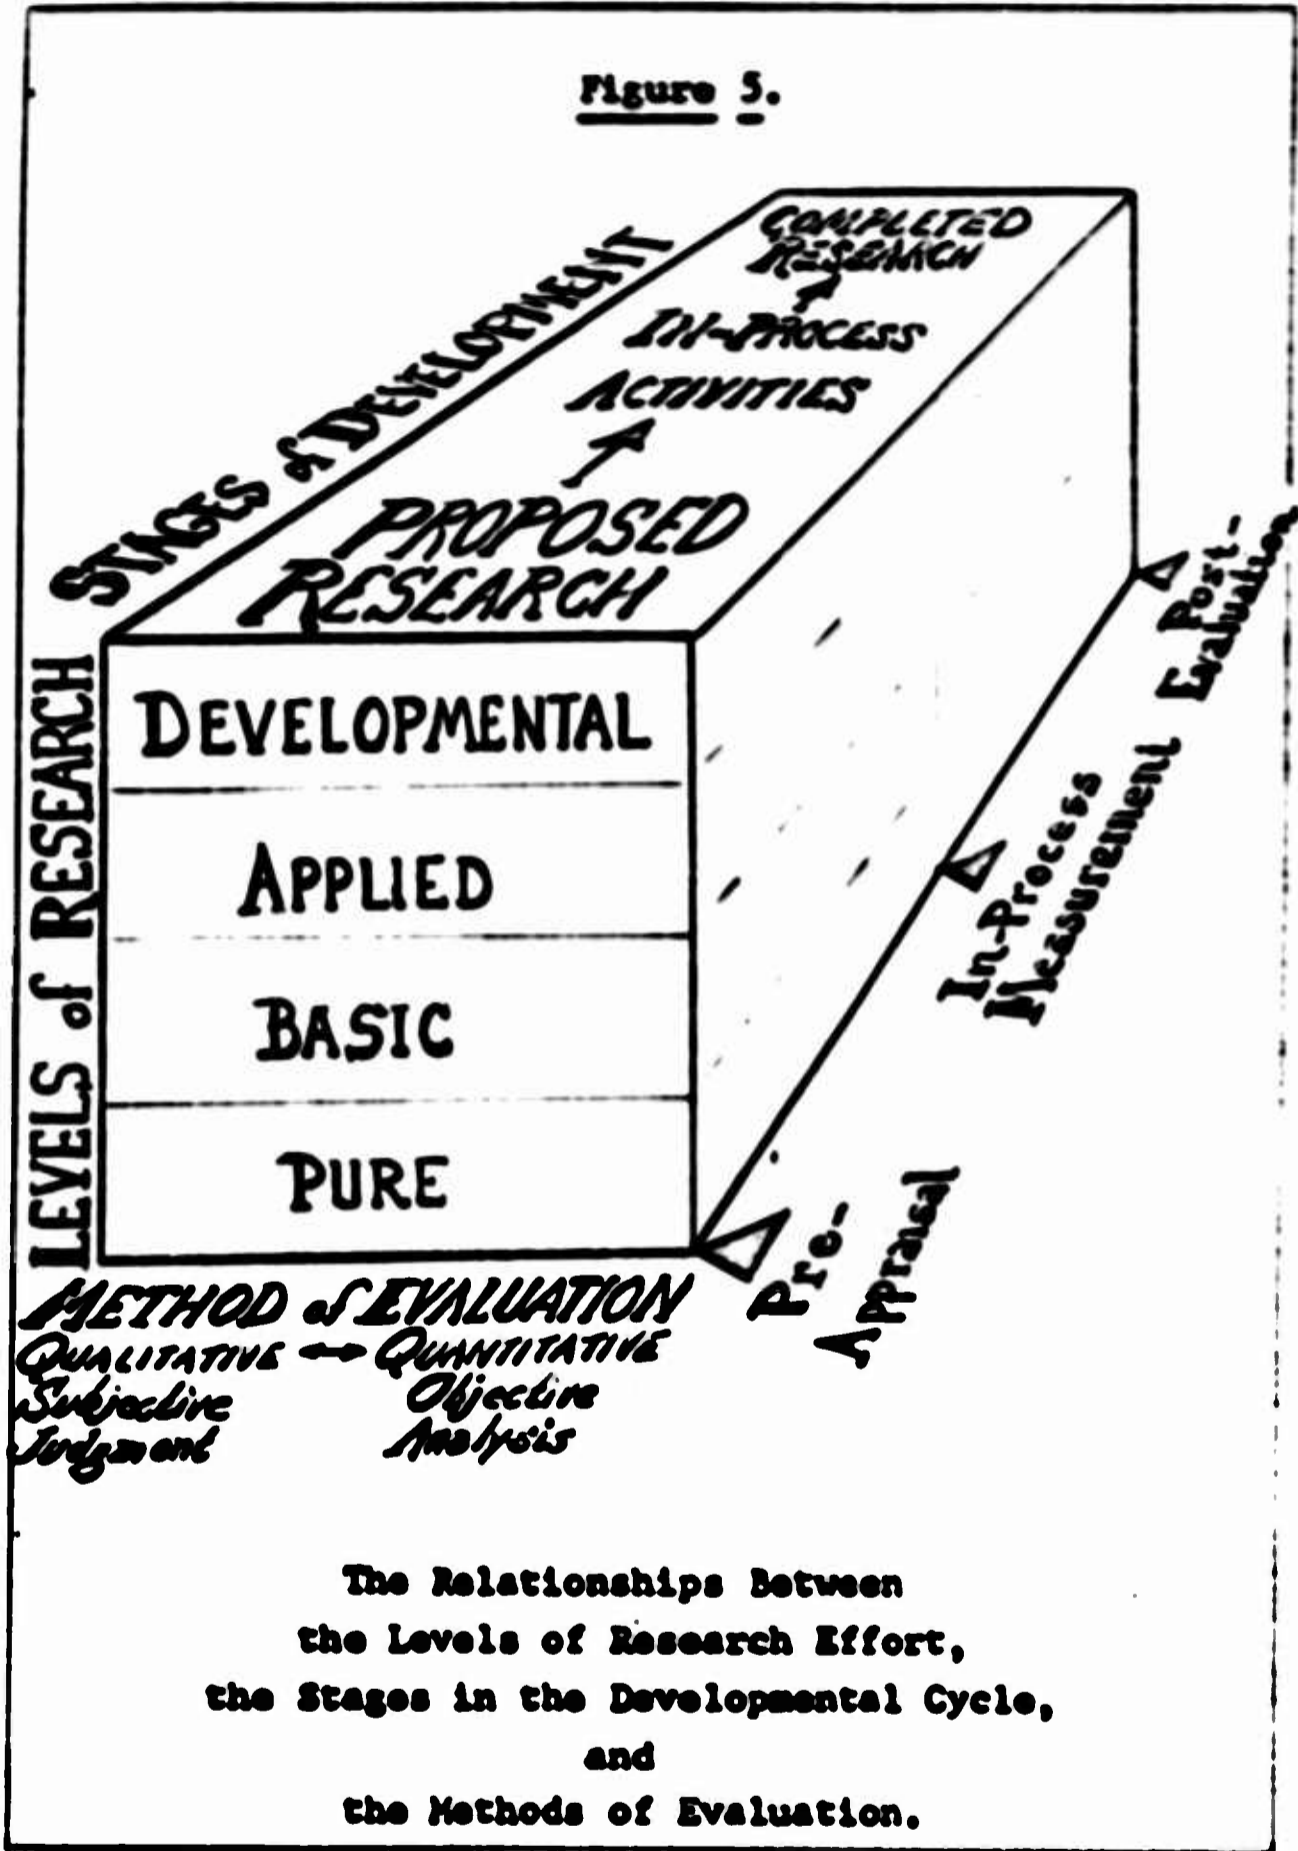 Figure 5.
COMPLETED
RESEARCH
IN-PROCESS
ACTIVITIES
PROPOSED
RESEARCH
STAGES of DEVELOPMENT
LEVELS of RESEARCH
DEVELOPMENTAL
APPLIED
BASIC
PURE
Post-
Evaluation
In-Process
Measurement
Pre-
Appraisal
METHOD of EVALUATION
QUALITATIVE ↔ QUANTITATIVE
Subjective Objective
Judgment Analysis
The Relationships Between
the Levels of Research Effort,
the Stages in the Developmental Cycle,
and
the Methods of Evaluation.